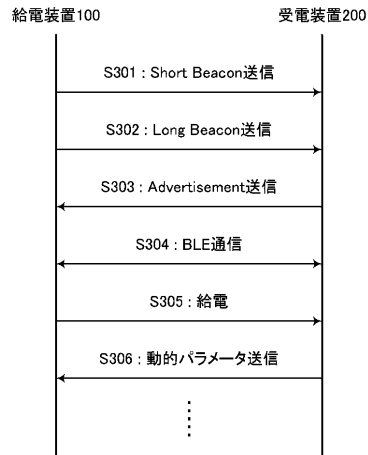 給電装置100
受電装置200
S301 : Short Beacon送信
S302 : Long Beacon送信
S303 : Advertisement送信
S304 : BLE通信
S305 : 給電
S306 : 動的パラメータ送信